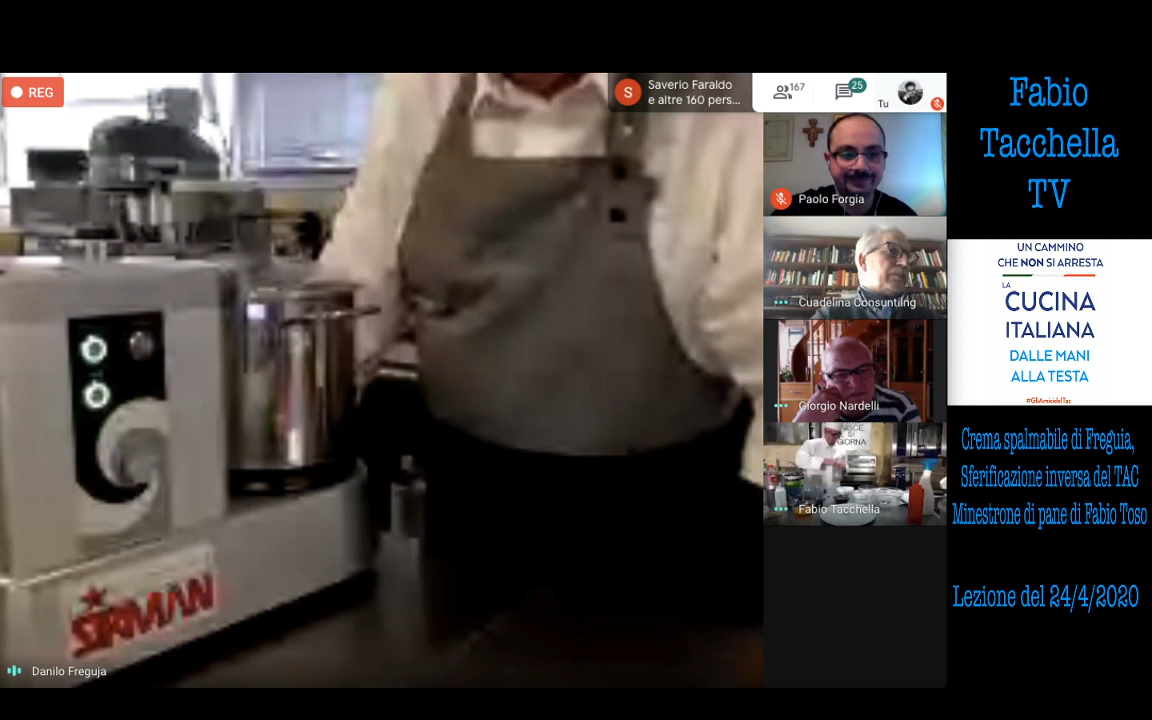 REG
S
Saverio Faraldo
e altre 160 pers...
167
25
Tu
Paolo Forgia
Cuadelina Consuntilng
Giorgio Nardelli
Fabio Tacchella
SIRMAN
Danilo Freguja
Fabio
Tacchella
TV
UN CAMMINO
CHE NON SI ARRESTA
LA
CUCINA
ITALIANA
DALLE MANI
ALLA TESTA
#GliAmicidelTac
Crema spalmabile di Freguia,
Sferificazione inversa del TAC
Minestrone di pane di Fabio Toso
Lezione del 24/4/2020